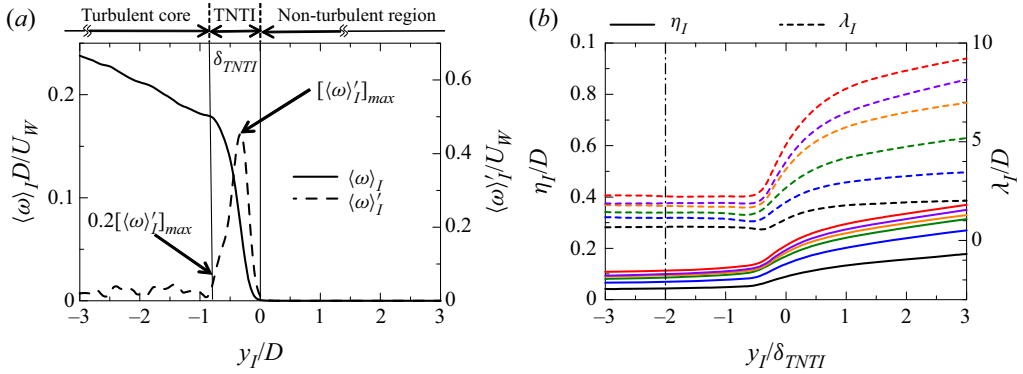 (a)
Turbulent core TNTI Non-turbulent region
δ_TNTI
[⟨ω⟩′_I]_max
0.2[⟨ω⟩′_I]_max
⟨ω⟩_I
⟨ω⟩′_I
⟨ω⟩_I D/U_W
0.2
0.1
0
⟨ω⟩′_I/U_W
0.6
0.4
0.2
0
−3 −2 −1 0 1 2 3
y_I/D
(b)
η_I λ_I
η_I/D
0.1
0.8
0.6
0.4
0.2
0
λ_I/D
10
5
0
−3 −2 −1 0 1 2 3
y_I/δ_TNTI